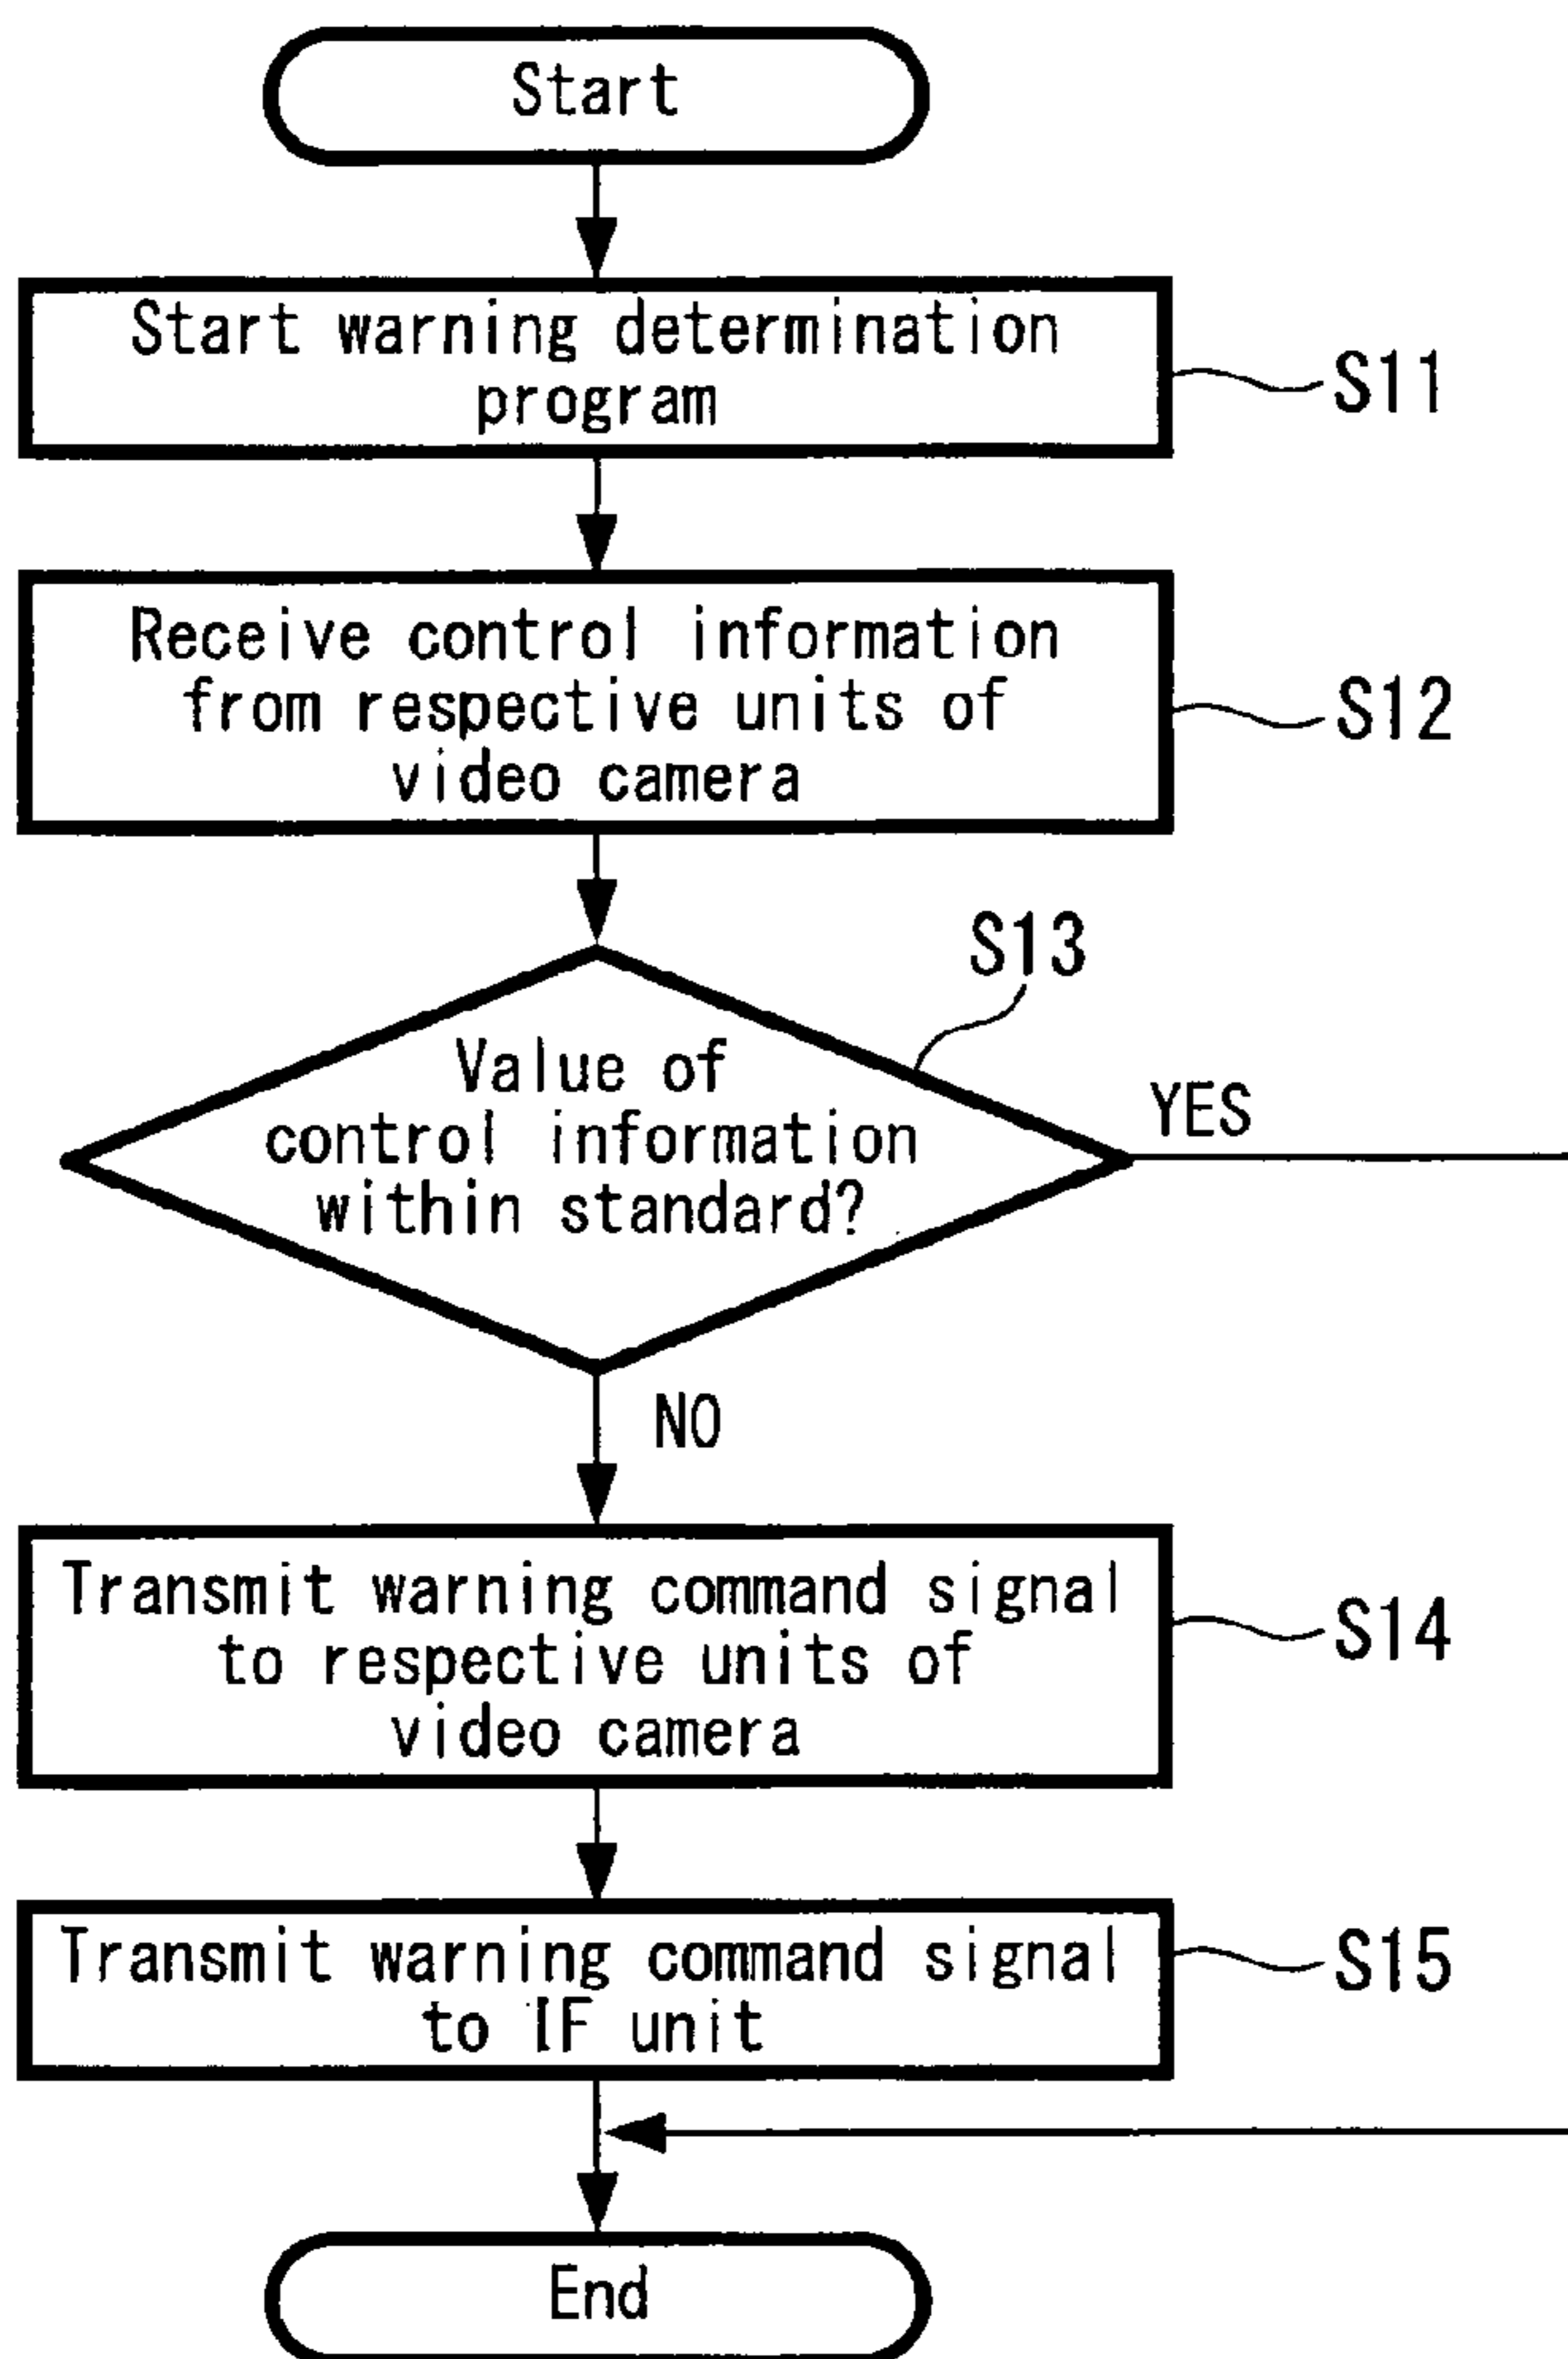 Start
Start warning determination
program
S11
Receive control information
from respective units of
video camera
S12
S13
Value of
control information
within standard?
YES
NO
Transmit warning command signal
to respective units of
video camera
S14
Transmit warning command signal
to IF unit
S15
End